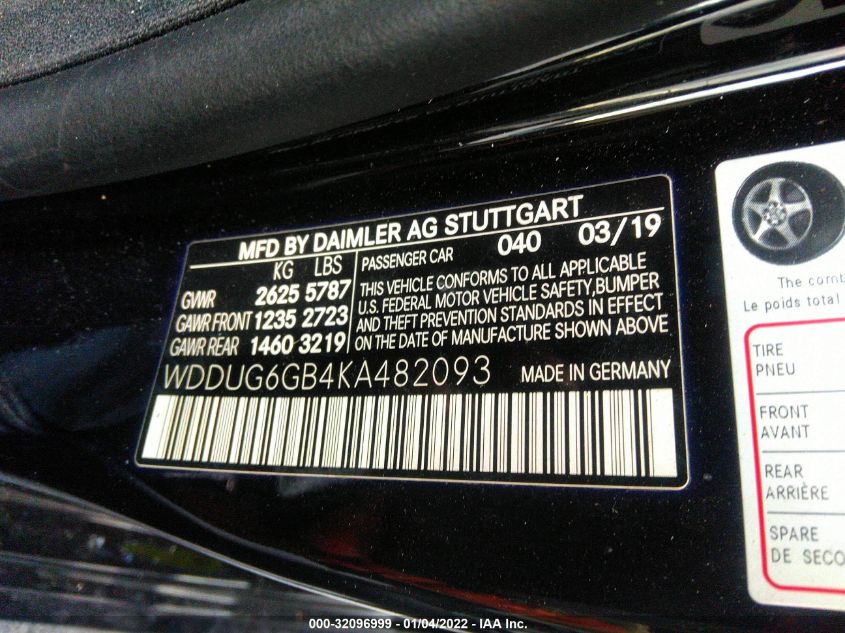 MFD BY DAIMLER AG STUTTGART
KG LBS
GVWR 2625 5787
GAWR FRONT 1235 2723
GAWR REAR 1460 3219
PASSENGER CAR 040 03/19
THIS VEHICLE CONFORMS TO ALL APPLICABLE
U.S. FEDERAL MOTOR VEHICLE SAFETY,BUMPER
AND THEFT PREVENTION STANDARDS IN EFFECT
ON THE DATE OF MANUFACTURE SHOWN ABOVE
WDDUG6GB4KA482093 MADE IN GERMANY
The comb
Le poids total
TIRE
PNEU
FRONT
AVANT
REAR
ARRIÈRE
SPARE
DE SECO
000-32096999 - 01/04/2022 - IAA Inc.